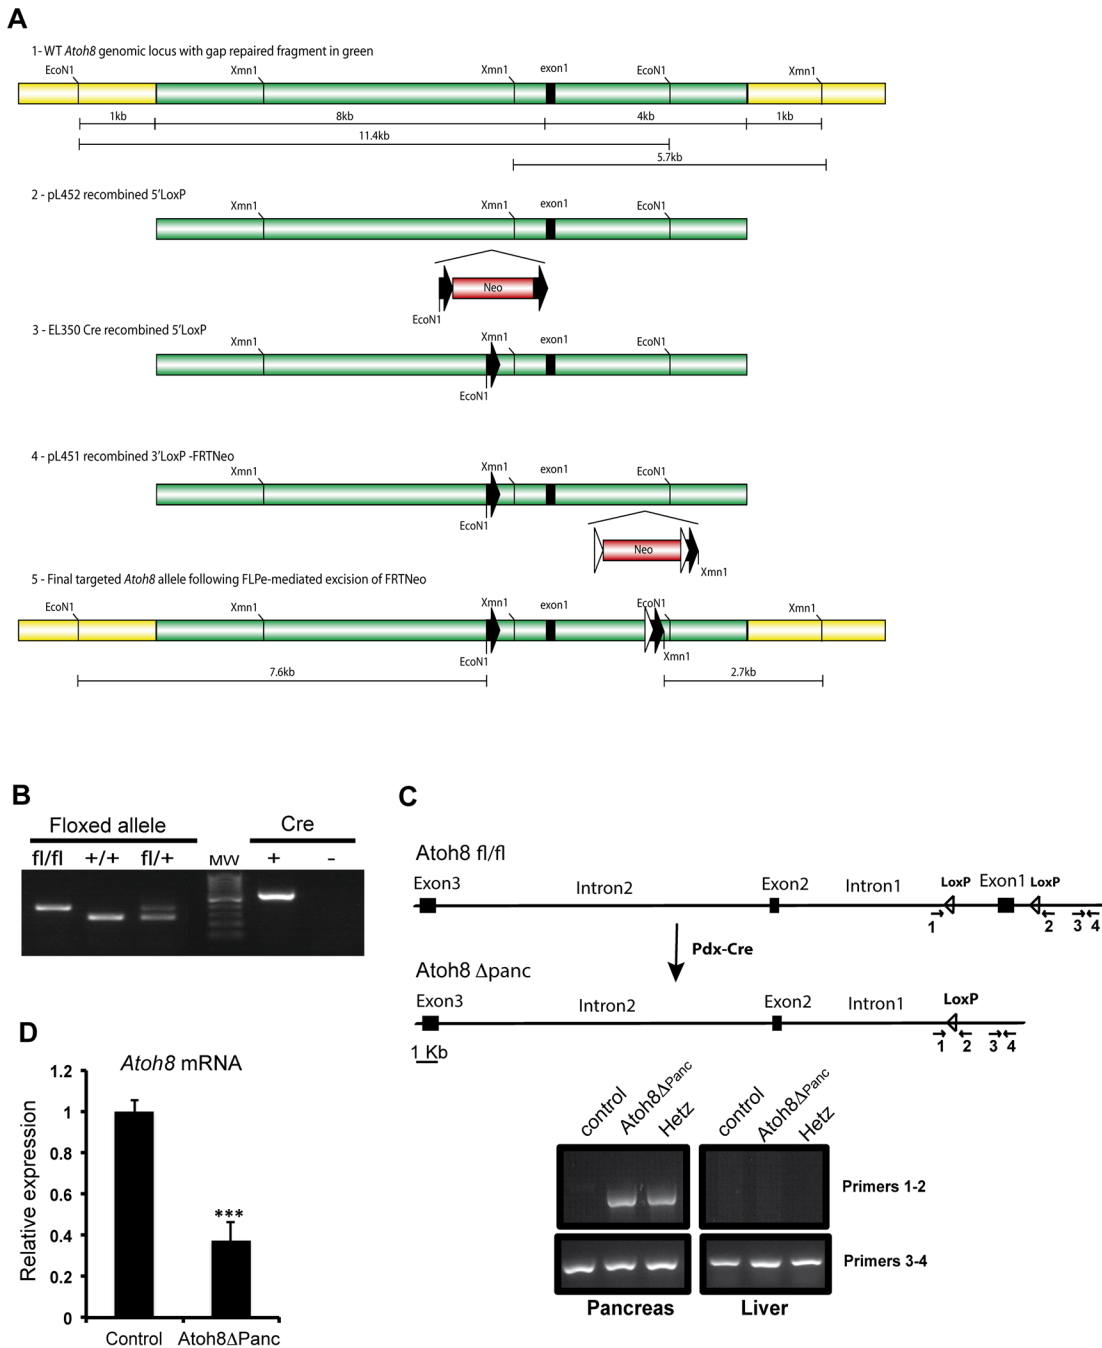 A
1- WT Atoh8 genomic locus with gap repaired fragment in green
EcoN1 Xmn1 Xmn1 exon1 EcoN1 Xmn1
1kb 8kb 4kb 1kb
11.4kb
5.7kb
2 - pL452 recombined 5'LoxP
Xmn1 Xmn1 exon1 EcoN1
Neo
EcoN1
3 - EL350 Cre recombined 5'LoxP
Xmn1 Xmn1 exon1 EcoN1
EcoN1
4 - pL451 recombined 3'LoxP -FRTNeo
Xmn1 Xmn1 exon1 EcoN1
EcoN1
Neo
Xmn1
5 - Final targeted Atoh8 allele following FLPe-mediated excision of FRTNeo
EcoN1 Xmn1 Xmn1 exon1 EcoN1 Xmn1
EcoN1 Xmn1
7.6kb 2.7kb
B
Floxed allele Cre
fl/fl +/+ fl/+ MW + -
C
Atoh8 fl/fl
Exon3 Intron2 Exon2 Intron1 LoxP Exon1 LoxP
1 2 3 4
Pdx-Cre
Atoh8 Δpanc
Exon3 Intron2 Exon2 Intron1 LoxP
1 2 3 4
1 Kb
control Atoh8ΔPanc Hetz control Atoh8ΔPanc Hetz
Primers 1-2
Primers 3-4
Pancreas Liver
D
Atoh8 mRNA
Relative expression
1.2
1
0.8
0.6
0.4
0.2
0
***
Control Atoh8ΔPanc